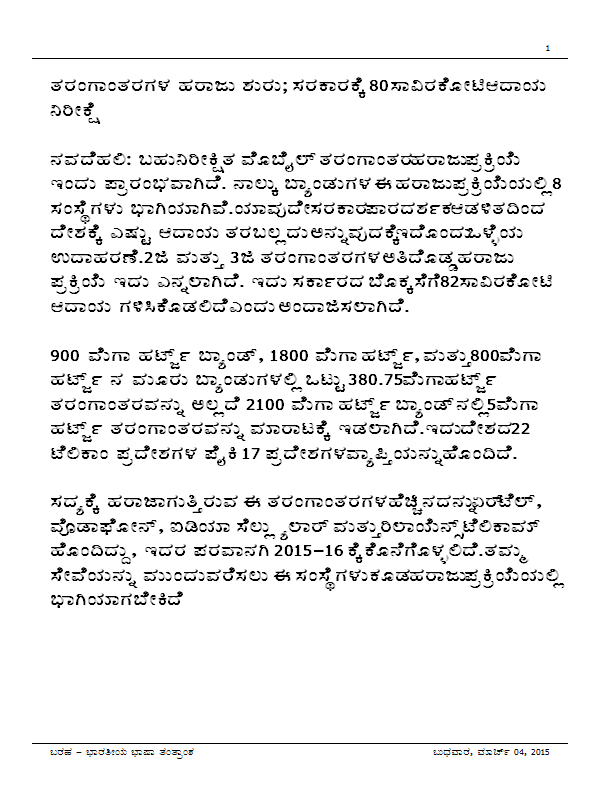 1
ತರಂಗಾಂತರಗಳ ಹರಾಜು ಶುರು; ಸರಕಾರಕ್ಕೆ 80ಸಾವಿರಕೋಟಿಆದಾಯ
ನಿರೀಕ್ಷೆ
ನವದೆಹಲಿ: ಬಹುನಿರೀಕ್ಷಿತ ಮೊಬೈಲ್ ತರಂಗಾಂತರಹರಾಜುಪ್ರಕ್ರಿಯೆ
ಇಂದು ಪ್ರಾರಂಭವಾಗಿದೆ. ನಾಲ್ಕು ಬ್ಯಾಂಡುಗಳ ಈ ಹರಾಜುಪ್ರಕ್ರಿಯೆಯಲ್ಲಿ8
ಸಂಸ್ಥೆಗಳು ಭಾಗಿಯಾಗಿವೆ.ಯಾವುದೇಸರಕಾರಪಾರದರ್ಶಕಆಡಳಿತದಿಂದ
ದೇಶಕ್ಕೆ ಎಷ್ಟು ಆದಾಯ ತರಬಲ್ಲದುಅನ್ನುವುದಕ್ಕೆಇದೊಂದುಒಳ್ಳೆಯ
ಉದಾಹರಣೆ.2ಜಿ ಮತ್ತು 3ಜಿ ತರಂಗಾಂತರಗಳಅತಿದೊಡ್ಡಹರಾಜು
ಪ್ರಕ್ರಿಯೆ ಇದು ಎನ್ನಲಾಗಿದೆ. ಇದು ಸರ್ಕಾರದ ಬೊಕ್ಕಸೆಗೆ82ಸಾವಿರಕೋಟಿ
ಆದಾಯ ಗಳಿಸಿಕೊಡಲಿದೆಎಂದುಅಂದಾಜಿಸಲಾಗಿದೆ.
900 ಮೆಗಾ ಹರ್ಟ್ಜ್ ಬ್ಯಾಂಡ್, 1800 ಮೆಗಾಹರ್ಟ್ಜ್,ಮತ್ತು800ಮೆಗಾ
ಹರ್ಟ್ಜ್ ನ ಮೂರು ಬ್ಯಾಂಡುಗಳಲ್ಲಿ ಒಟ್ಟು380.75ಮೆಗಾಹರ್ಟ್ಜ್
ತರಂಗಾಂತರವನ್ನು ಅಲ್ಲದೆ 2100 ಮೆಗಾ ಹರ್ಟ್ಜ್ ಬ್ಯಾಂಡ್‌ನಲ್ಲಿ5ಮೆಗಾ
ಹರ್ಟ್ಜ್ ತರಂಗಾಂತರವನ್ನು ಮಾರಾಟಕ್ಕೆ ಇಡಲಾಗಿದೆ.ಇದುದೇಶದ22
ಟೆಲಿಕಾಂ ಪ್ರದೇಶಗಳ ಪೈಕಿ17 ಪ್ರದೇಶಗಳವ್ಯಾಪ್ತಿಯನ್ನುಹೊಂದಿದೆ.
ಸದ್ಯಕ್ಕೆ ಹರಾಜಾಗುತ್ತಿರುವ ಈ ತರಂಗಾಂತರಗಳಹೆಚ್ಚಿನದನ್ನುಏರ್‌ಟೆಲ್,
ವೊಡಾಫೋನ್, ಐಡಿಯಾ ಸೆಲ್ಲ್ಯುಲಾರ್ ಮತ್ತುರಿಲಾಯೆನ್ಸ್‌ಟೆಲಿಕಾಮ್
ಹೊಂದಿದ್ದು, ಇದರ ಪರವಾನಗಿ 2015–16 ಕ್ಕೆಕೊನೆಗೊಳ್ಳಲಿದೆ.ತಮ್ಮ
ಸೇವೆಯನ್ನು ಮುಂದುವರೆಸಲು ಈ ಸಂಸ್ಥೆಗಳುಕೂಡಹರಾಜುಪ್ರಕ್ರಿಯೆಯಲ್ಲಿ
ಭಾಗಿಯಾಗಬೇಕಿದೆ
ಬರಹ – ಭಾರತೀಯ ಭಾಷಾ ತಂತ್ರಾಂಶ ಬುಧವಾರ, ಮಾರ್ಚ್ 04, 2015